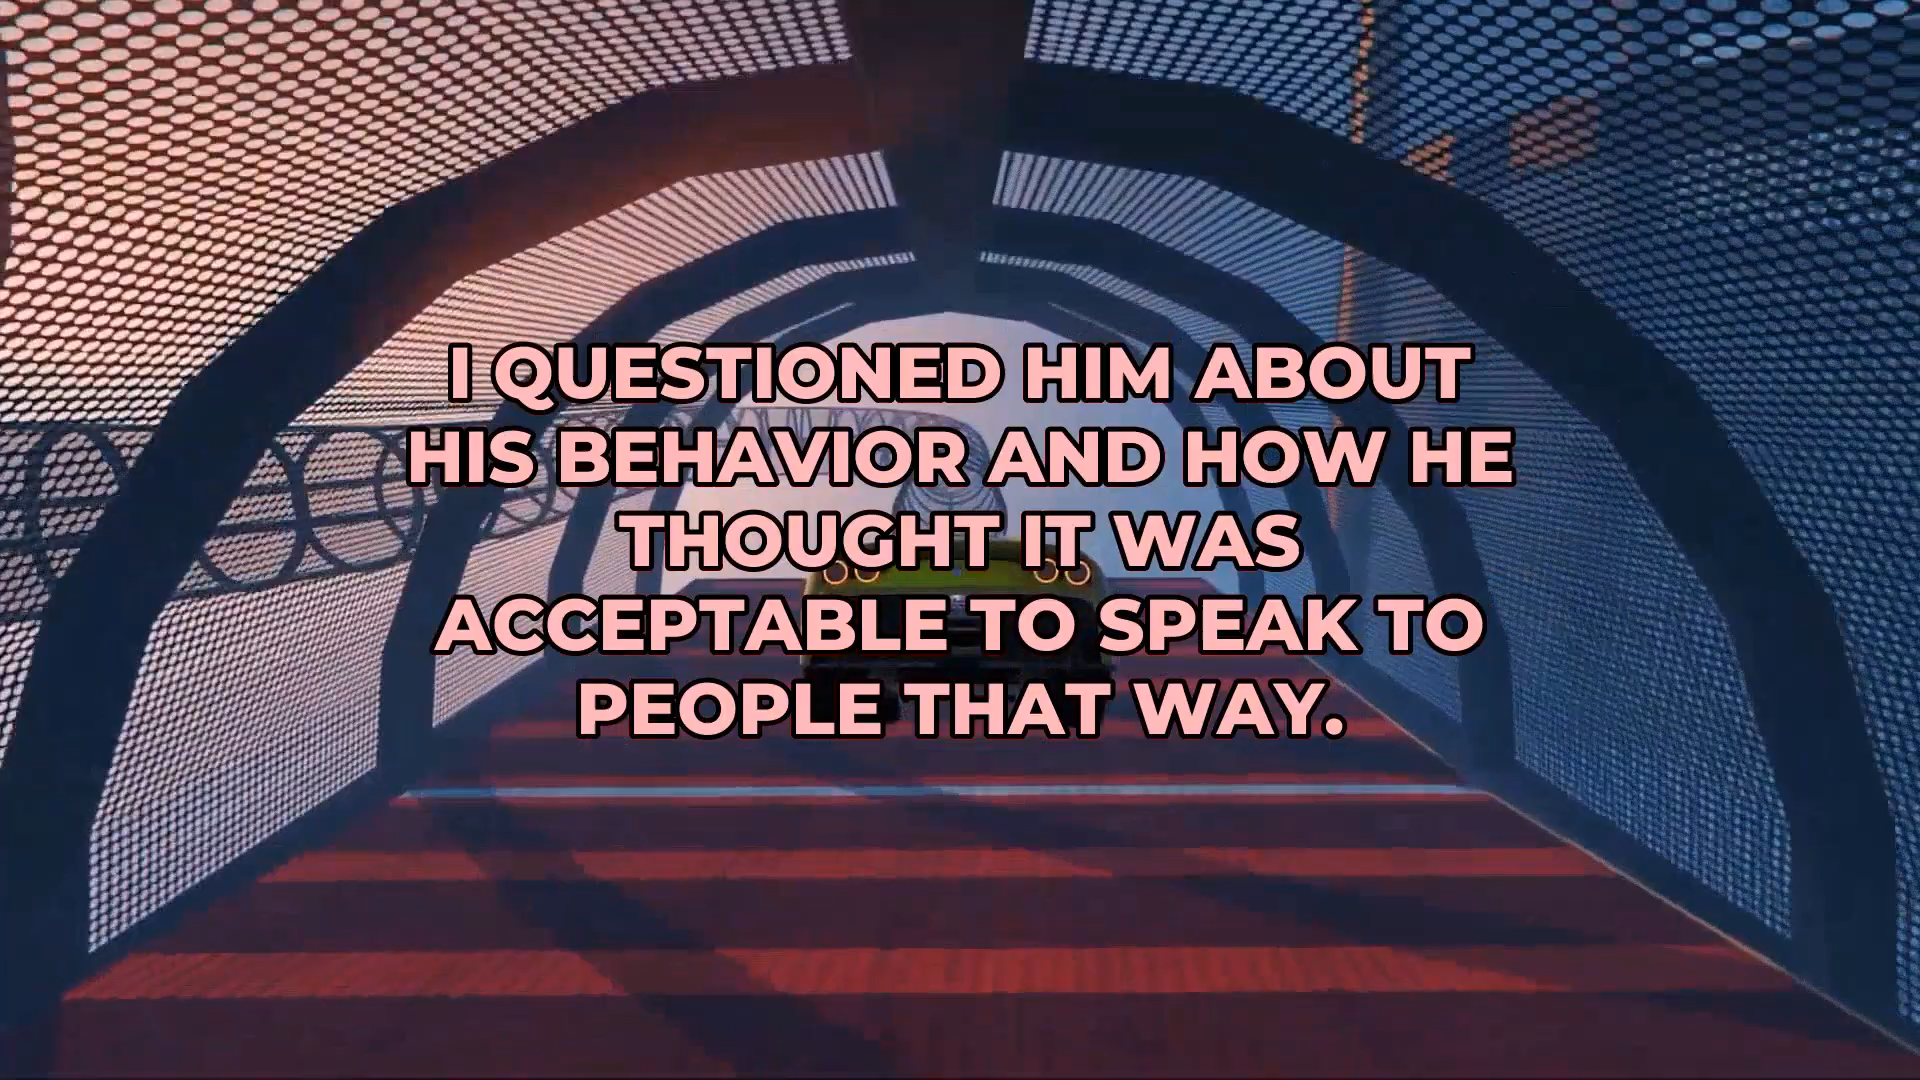 I QUESTIONED HIM ABOUT
HIS BEHAVIOR AND HOW HE
THOUGHT IT WAS
ACCEPTABLE TO SPEAK TO
PEOPLE THAT WAY.